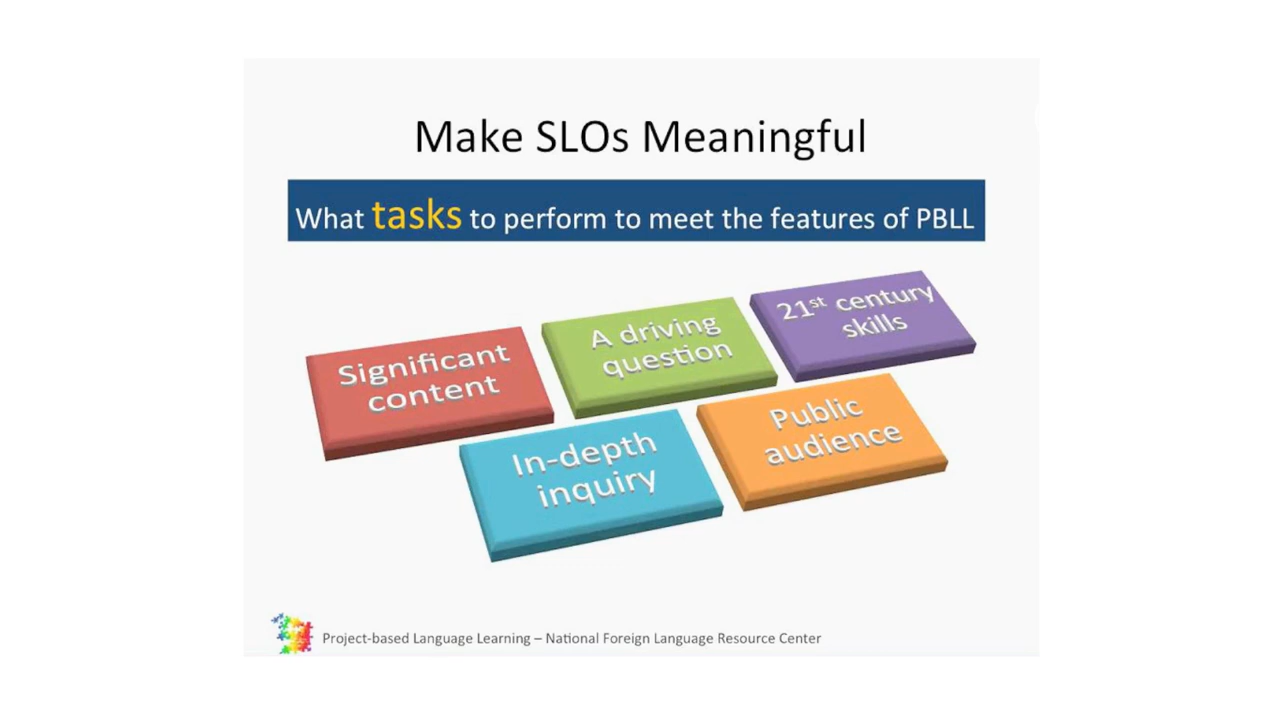 Make SLOs Meaningful
What tasks to perform to meet the features of PBLL
Significant
content
A driving
question
21st century
skills
In-depth
inquiry
Public
audience
Project-based Language Learning – National Foreign Language Resource Center